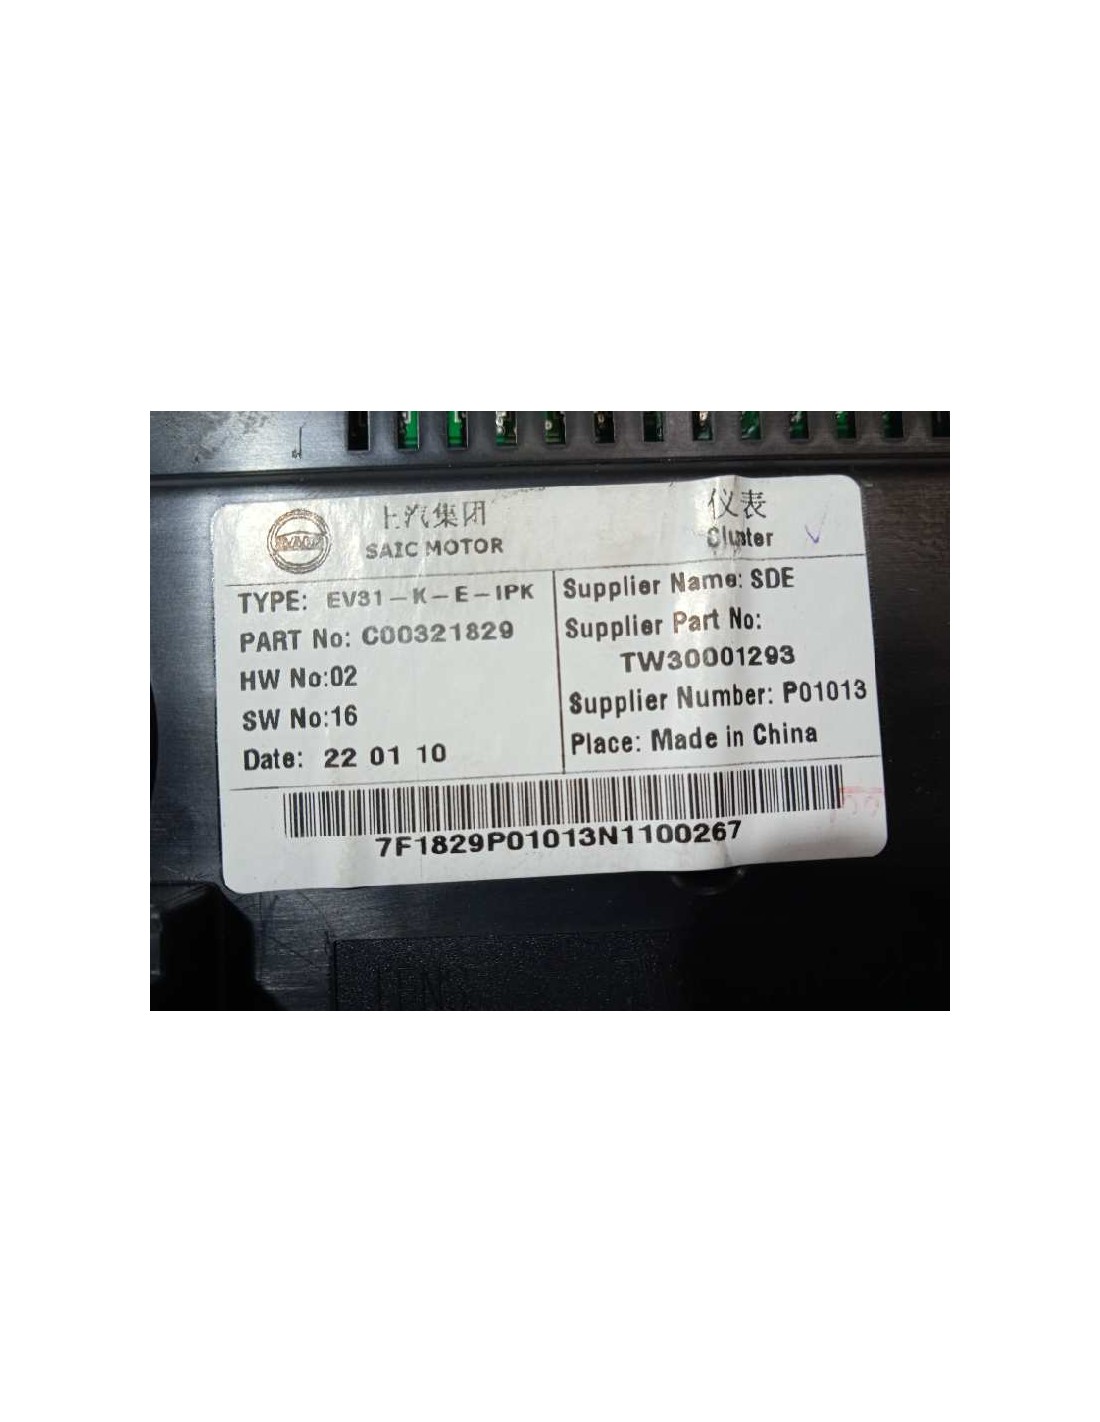 上汽集团
SAIC MOTOR
仪表
Cluster
TYPE: EV31-K-E-IPK
PART No: C00321829
HW No:02
SW No:16
Date: 22 01 10
Supplier Name: SDE
Supplier Part No:
TW30001293
Supplier Number: P01013
Place: Made in China
7F1829P01013N1100267